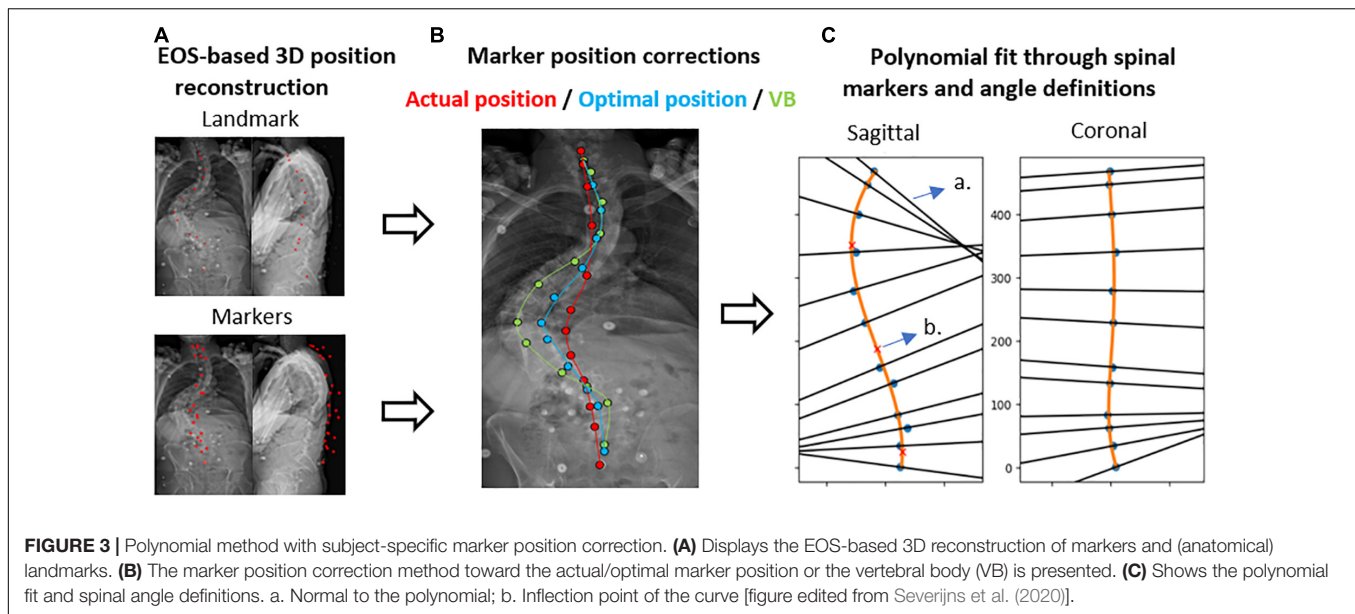 A
EOS-based 3D position
reconstruction
Landmark
Markers
B
Marker position corrections
Actual position / Optimal position / VB
C
Polynomial fit through spinal
markers and angle definitions
Sagittal
Coronal
a.
b.
400
300
200
100
0
FIGURE 3 | Polynomial method with subject-specific marker position correction. (A) Displays the EOS-based 3D reconstruction of markers and (anatomical)
landmarks. (B) The marker position correction method toward the actual/optimal marker position or the vertebral body (VB) is presented. (C) Shows the polynomial
fit and spinal angle definitions. a. Normal to the polynomial; b. Inflection point of the curve [figure edited from Severijns et al. (2020)].